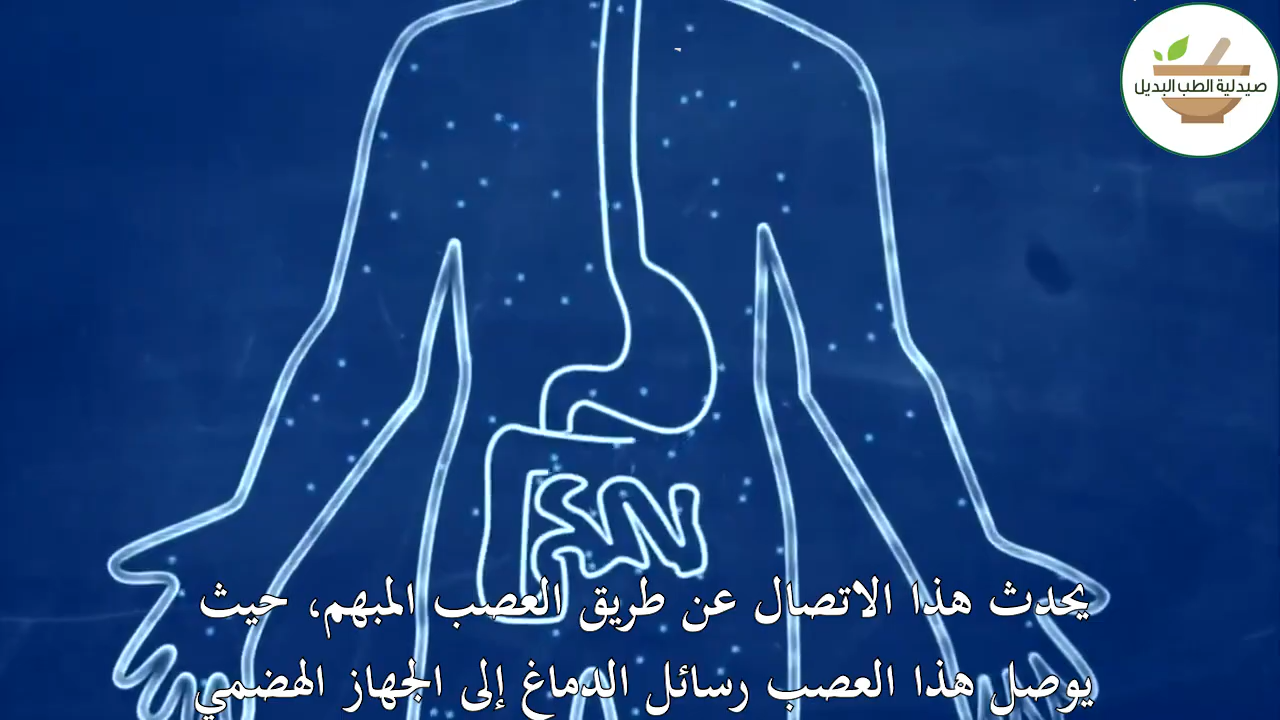 صيدلية الطب البديل
يحدث هذا الاتصال عن طريق العصب المبهم، حيث
يوصل هذا العصب رسائل الدماغ إلى الجهاز الهضمي